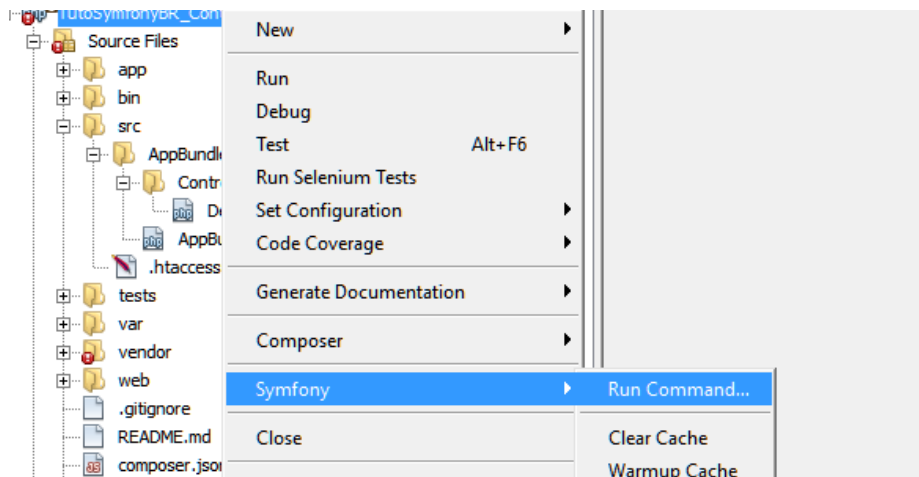 TutoSymfonyBR_Con
Source Files
app
bin
src
AppBundle
Contr
De
AppBu
.htaccess
tests
var
vendor
web
.gitignore
README.md
composer.jso
New
Run
Debug
Test Alt+F6
Run Selenium Tests
Set Configuration
Code Coverage
Generate Documentation
Composer
Symfony
Close
Run Command...
Clear Cache
Warmup Cache